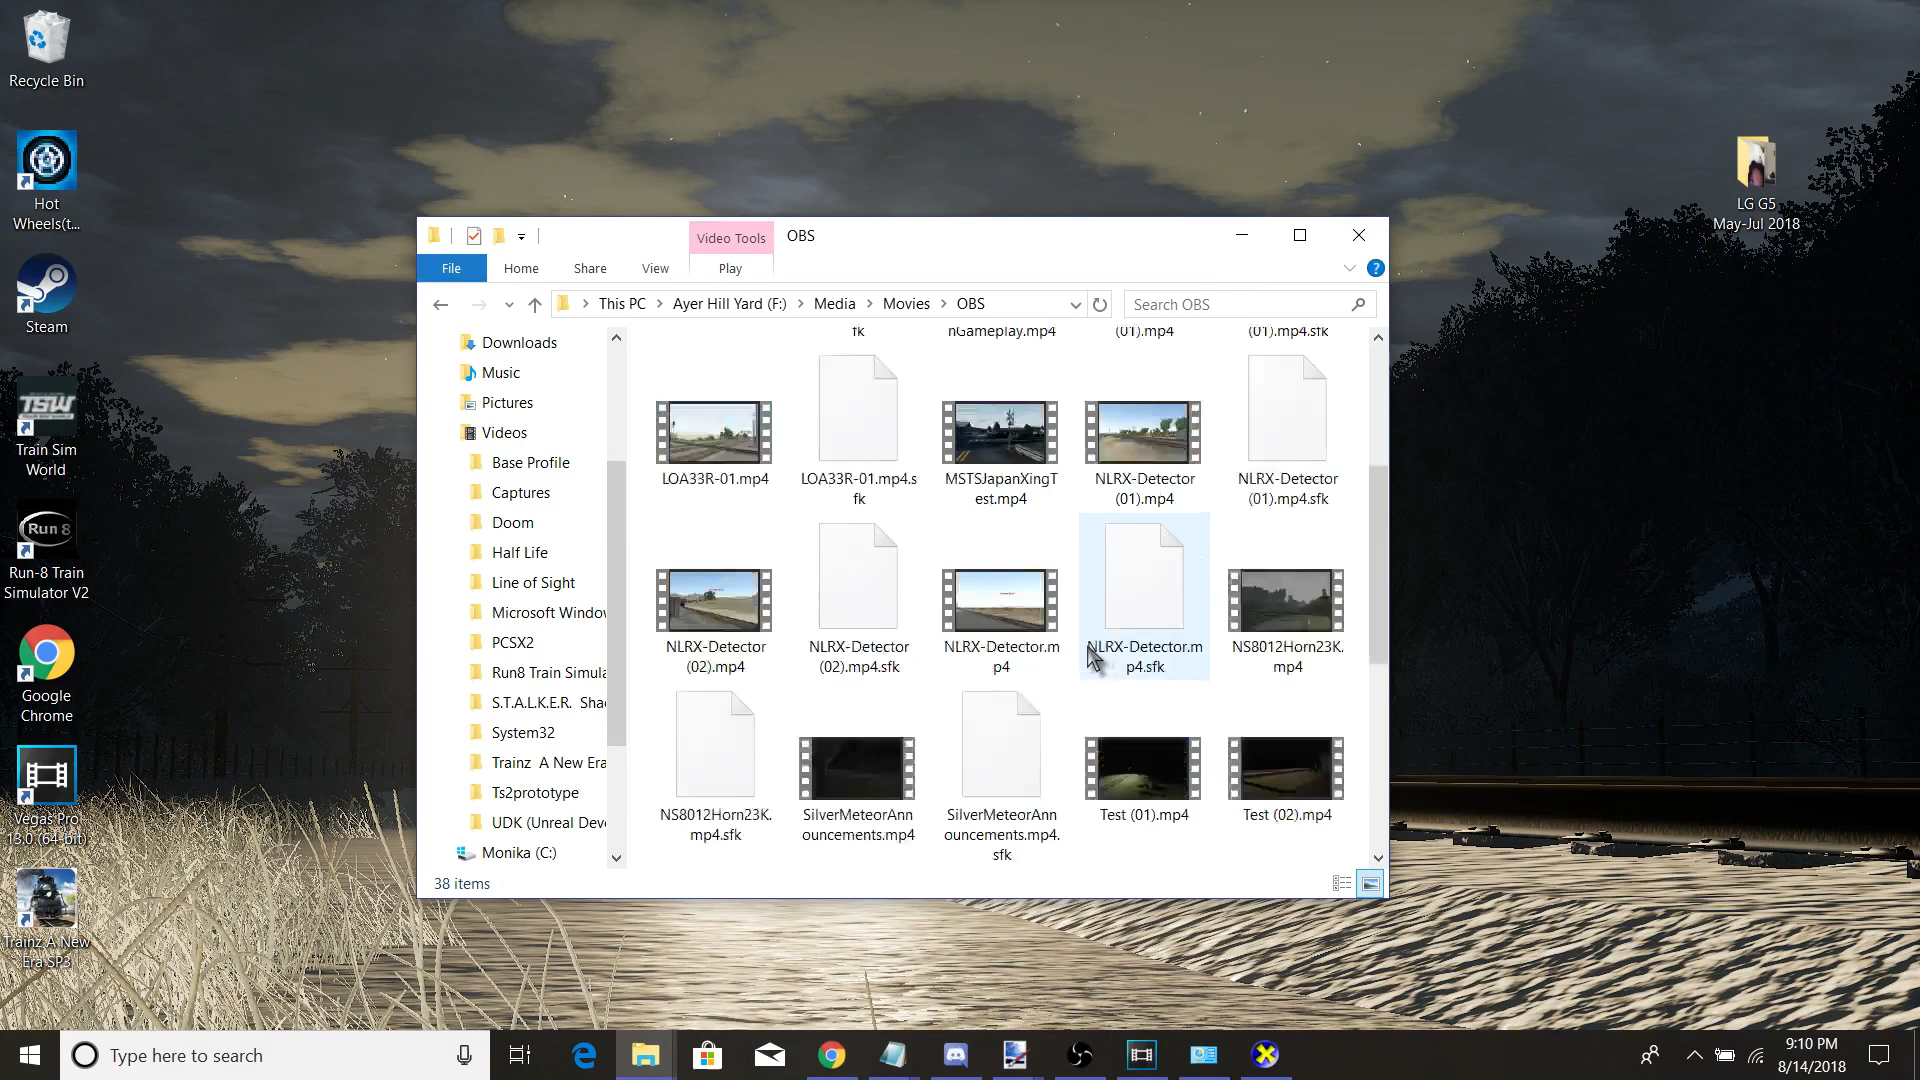 Recycle Bin
Hot
Wheels(t...
Steam
TSW
Train Sim
World
Run 8
Run-8 Train
Simulator V2
Google
Chrome
Vegas Pro
13.0 (64-bit)
Trainz A New
Era SP3
LG G5
May-Jul 2018
Video Tools
OBS
File
Home
Share
View
Play
This PC
Ayer Hill Yard (F:)
Media
Movies
OBS
Search OBS
Downloads
Music
Pictures
Videos
Base Profile
Captures
Doom
Half Life
Line of Sight
Microsoft Windov
PCSX2
Run8 Train Simula
S.T.A.L.K.E.R. Sha
System32
Trainz A New Era
Ts2prototype
UDK (Unreal Deve
Monika (C:)
fk
nGameplay.mp4
(01).mp4
(01).mp4.sfk
LOA33R-01.mp4
LOA33R-01.mp4.s
fk
MSTSJapanXingT
est.mp4
NLRX-Detector
(01).mp4
NLRX-Detector
(01).mp4.sfk
NLRX-Detector
(02).mp4
NLRX-Detector
(02).mp4.sfk
NLRX-Detector.m
p4
NLRX-Detector.m
p4.sfk
NS8012Horn23K.
mp4
NS8012Horn23K.
mp4.sfk
SilverMeteorAnn
ouncements.mp4
SilverMeteorAnn
ouncements.mp4.
sfk
Test (01).mp4
Test (02).mp4
38 items
Type here to search
9:10 PM
8/14/2018